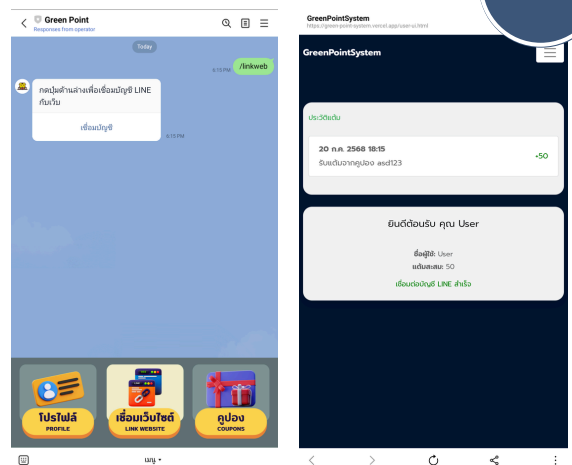 Green Point
Responses from operator
Today
6:15 PM
/linkweb
กดปุ่มด้านล่างเพื่อเชื่อมบัญชี LINE
กับเว็บ
เชื่อมบัญชี
6:15 PM
โปรไฟล์
PROFILE
เชื่อมเว็บไซต์
LINK WEBSITE
คูปอง
COUPONS
เมนู
GreenPointSystem
https://green-point-system.vercel.app/user-ui.html
GreenPointSystem
ประวัติแต้ม
20 ก.ค. 2568 18:15
รับแต้มจากคูปอง asd123
+50
ยินดีต้อนรับ คุณ User
ชื่อผู้ใช้: User
แต้มสะสม: 50
เชื่อมต่อบัญชี LINE สำเร็จ